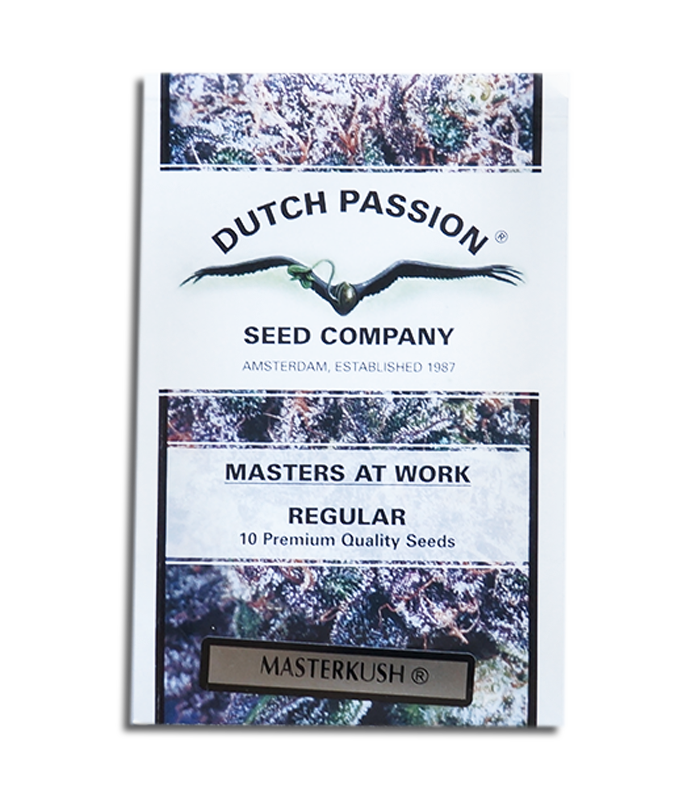 DUTCH PASSION ®
SEED COMPANY
AMSTERDAM, ESTABLISHED 1987
MASTERS AT WORK
REGULAR
10 Premium Quality Seeds
MASTERKUSH ®